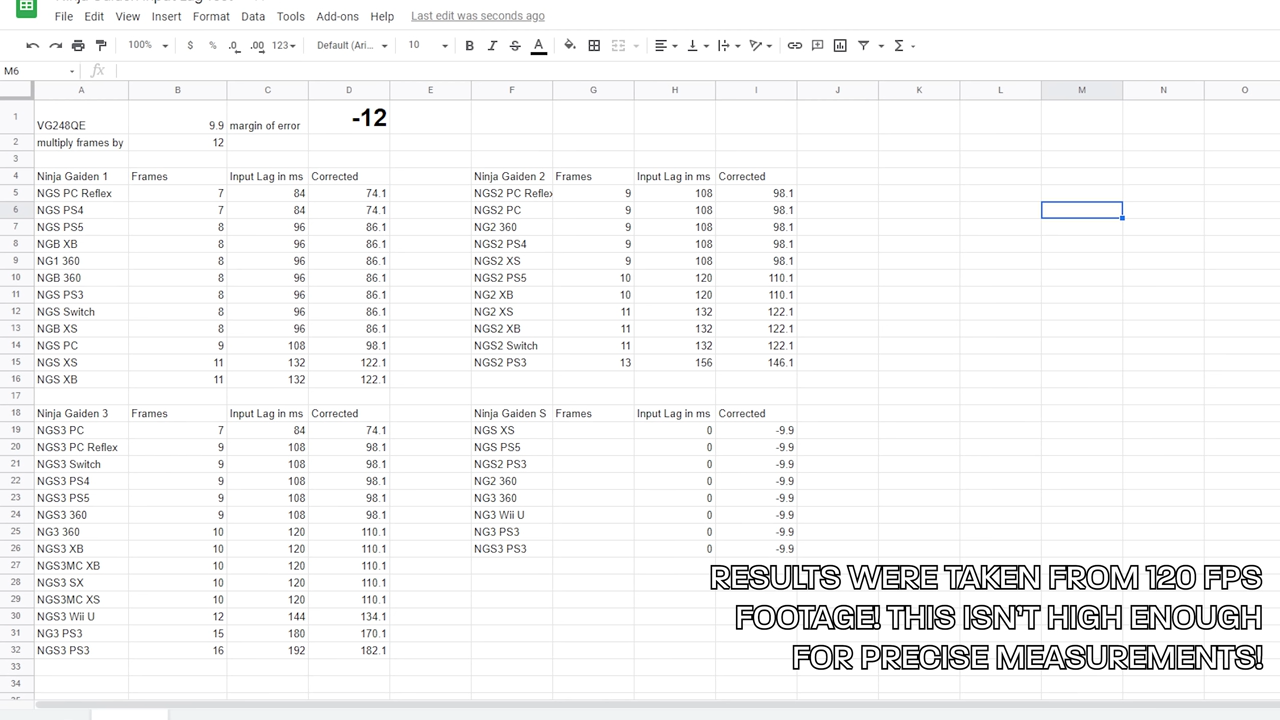 File Edit View Insert Format Data Tools Add-ons Help Last edit was seconds ago
100% $ % .0 .00 123 Default (Ari... 10 B I S A
M6 fx
A B C D E F G H I J K L M N O
1 VG248QE 9.9 margin of error -12
2 multiply frames by 12
3
4 Ninja Gaiden 1 Frames Input Lag in ms Corrected Ninja Gaiden 2 Frames Input Lag in ms Corrected
5 NGS PC Reflex 7 84 74.1 NGS2 PC Reflex 9 108 98.1
6 NGS PS4 7 84 74.1 NGS2 PC 9 108 98.1
7 NGS PS5 8 96 86.1 NG2 360 9 108 98.1
8 NGB XB 8 96 86.1 NGS2 PS4 9 108 98.1
9 NG1 360 8 96 86.1 NGS2 XS 9 108 98.1
10 NGB 360 8 96 86.1 NGS2 PS5 10 120 110.1
11 NGS PS3 8 96 86.1 NG2 XB 10 120 110.1
12 NGS Switch 8 96 86.1 NG2 XS 11 132 122.1
13 NGB XS 8 96 86.1 NGS2 XB 11 132 122.1
14 NGS PC 9 108 98.1 NGS2 Switch 11 132 122.1
15 NGS XS 11 132 122.1 NGS2 PS3 13 156 146.1
16 NGS XB 11 132 122.1
17
18 Ninja Gaiden 3 Frames Input Lag in ms Corrected Ninja Gaiden S Frames Input Lag in ms Corrected
19 NGS3 PC 7 84 74.1 NGS XS 0 -9.9
20 NGS3 PC Reflex 9 108 98.1 NGS PS5 0 -9.9
21 NGS3 Switch 9 108 98.1 NGS2 PS3 0 -9.9
22 NGS3 PS4 9 108 98.1 NG2 360 0 -9.9
23 NGS3 PS5 9 108 98.1 NG3 360 0 -9.9
24 NGS3 360 9 108 98.1 NG3 Wii U 0 -9.9
25 NG3 360 10 120 110.1 NG3 PS3 0 -9.9
26 NGS3 XB 10 120 110.1 NGS3 PS3 0 -9.9
27 NGS3MC XB 10 120 110.1
28 NGS3 SX 10 120 110.1
29 NGS3MC XS 10 120 110.1
30 NGS3 Wii U 12 144 134.1
31 NG3 PS3 15 180 170.1
32 NGS3 PS3 16 192 182.1
33
34
RESULTS WERE TAKEN FROM 120 FPS
FOOTAGE! THIS ISN'T HIGH ENOUGH
FOR PRECISE MEASUREMENTS!